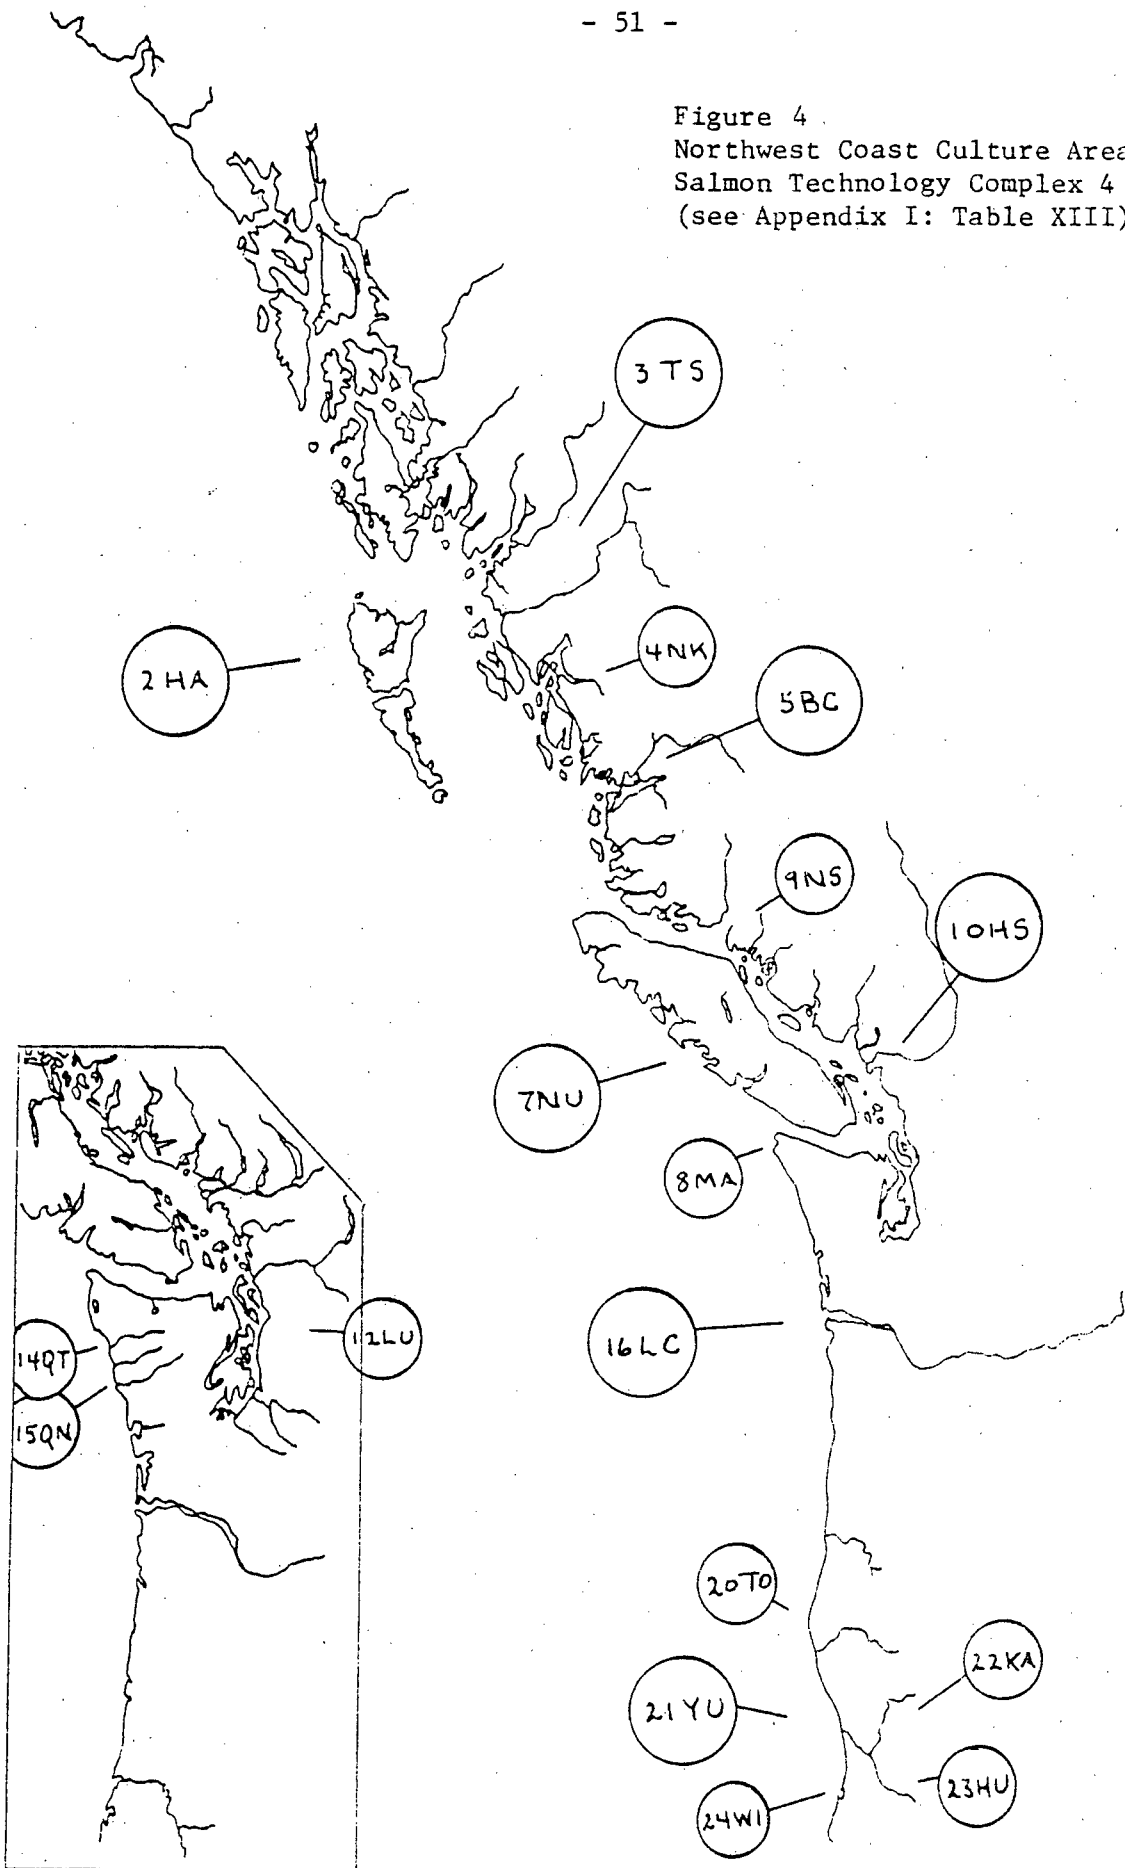 - 51 -
Figure 4
Northwest Coast Culture Area
Salmon Technology Complex 4
(see Appendix I: Table XIII)
3 TS
2 HA
4NK
5BC
9NS
10HS
7NU
8MA
14QT
12LU
15QN
16LC
20TO
22KA
21YU
23HU
24WI